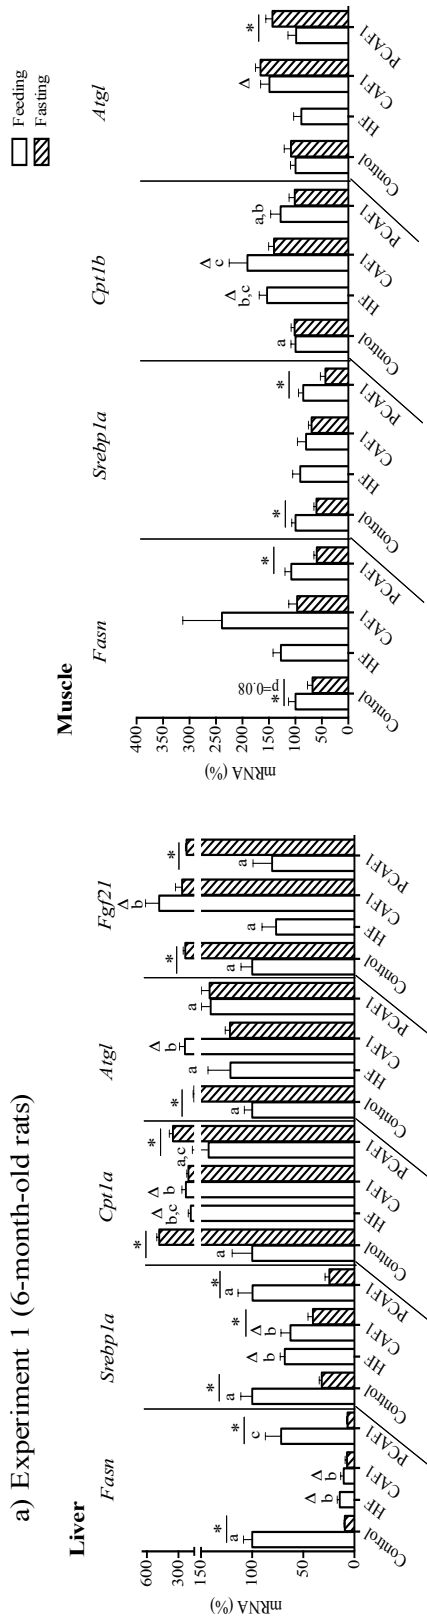 a) Experiment 1 (6-month-old rats)
Feeding
Fasting
Liver
Fasn
Srebp1a
Cpt1a
Atgl
Fgf21
mRNA (%)
600
300
150
100
50
0
*
a
Δ
b
Δ
b
*
c
*
a
Δ
b
*
Δ
b
*
a
*
a
Δ
b,c
Δ
b
*
a,c
*
a
a
Δ
b
a
*
a
a
Δ
b
*
a
Control HF CAF1 PCAF1
Control HF CAF1 PCAF1
Control HF CAF1 PCAF1
Control HF CAF1 PCAF1
Control HF CAF1 PCAF1
Muscle
Fasn
Srebp1a
Cpt1b
Atgl
mRNA (%)
400
350
300
250
200
150
100
50
0
p=0.08
*
*
*
*
a
Δ
b,c
Δ
c
a,b
Δ
*
Control HF CAF1 PCAF1
Control HF CAF1 PCAF1
Control HF CAF1 PCAF1
Control HF CAF1 PCAF1